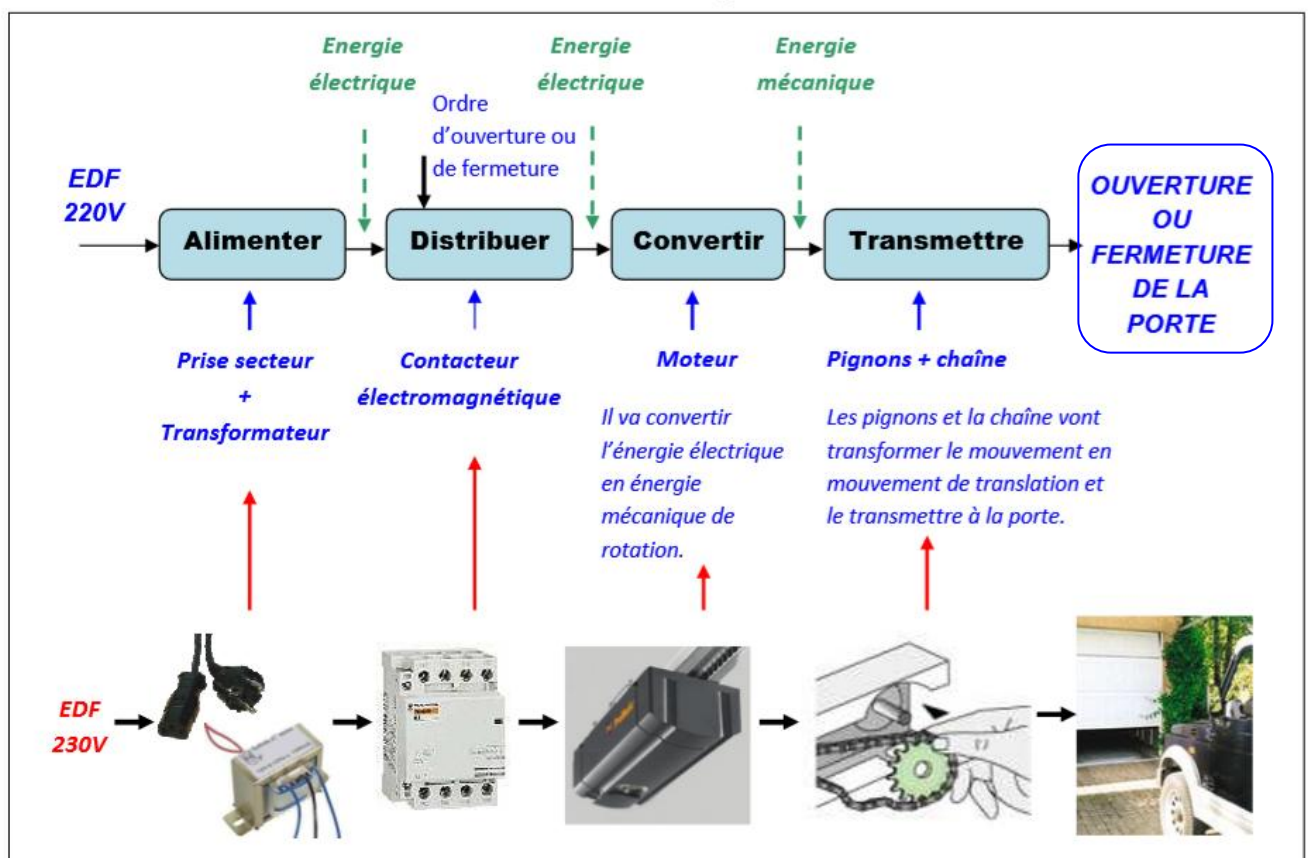 Energie
électrique
Energie
électrique
Energie
mécanique
Ordre
d'ouverture ou
de fermeture
EDF
220V
Alimenter
Distribuer
Convertir
Transmettre
OUVERTURE
OU
FERMETURE
DE LA
PORTE
Prise secteur
+
Transformateur
Contacteur
électromagnétique
Moteur
Il va convertir
l'énergie électrique
en énergie
mécanique de
rotation.
Pignons + chaîne
Les pignons et la chaîne vont
transformer le mouvement en
mouvement de translation et
le transmettre à la porte.
EDF
230V